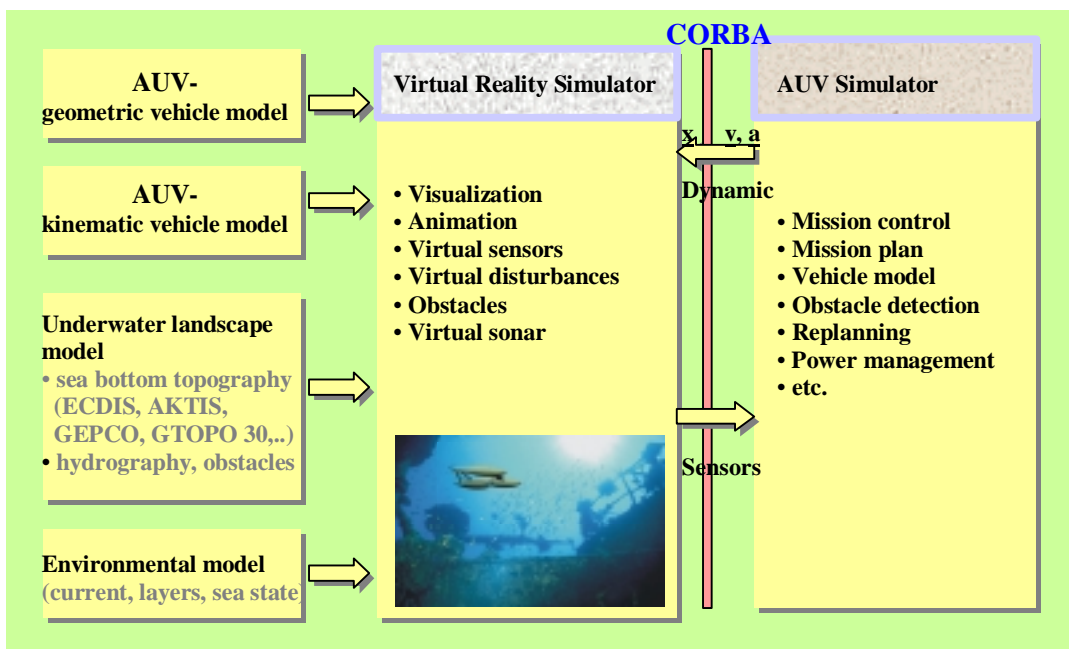 CORBA
AUV-
geometric vehicle model
AUV-
kinematic vehicle model
Underwater landscape
model
• sea bottom topography
(ECDIS, AKTIS,
GEPCO, GTOPO 30,..)
• hydrography, obstacles
Environmental model
(current, layers, sea state)
Virtual Reality Simulator
• Visualization
• Animation
• Virtual sensors
• Virtual disturbances
• Obstacles
• Virtual sonar
x v, a
Dynamic
Sensors
AUV Simulator
• Mission control
• Mission plan
• Vehicle model
• Obstacle detection
• Replanning
• Power management
• etc.